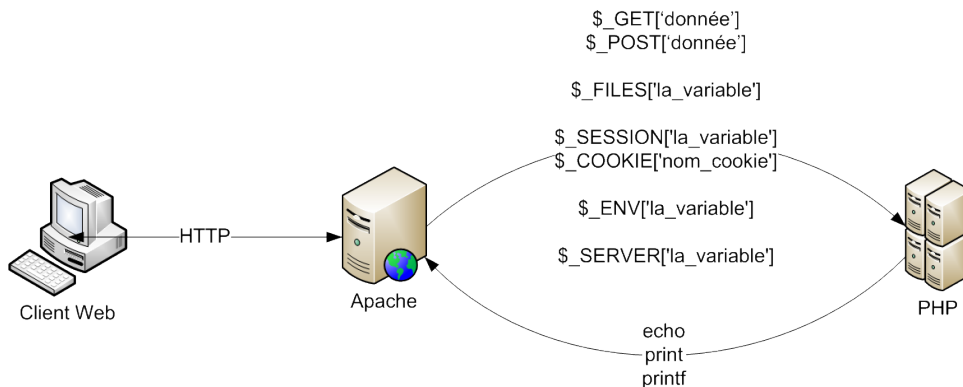 $_GET[‘donnée’]
$_POST[‘donnée’]
$_FILES['la_variable']
$_SESSION['la_variable']
$_COOKIE['nom_cookie']
$_ENV['la_variable']
$_SERVER['la_variable']
HTTP
Client Web
Apache
PHP
echo
print
printf